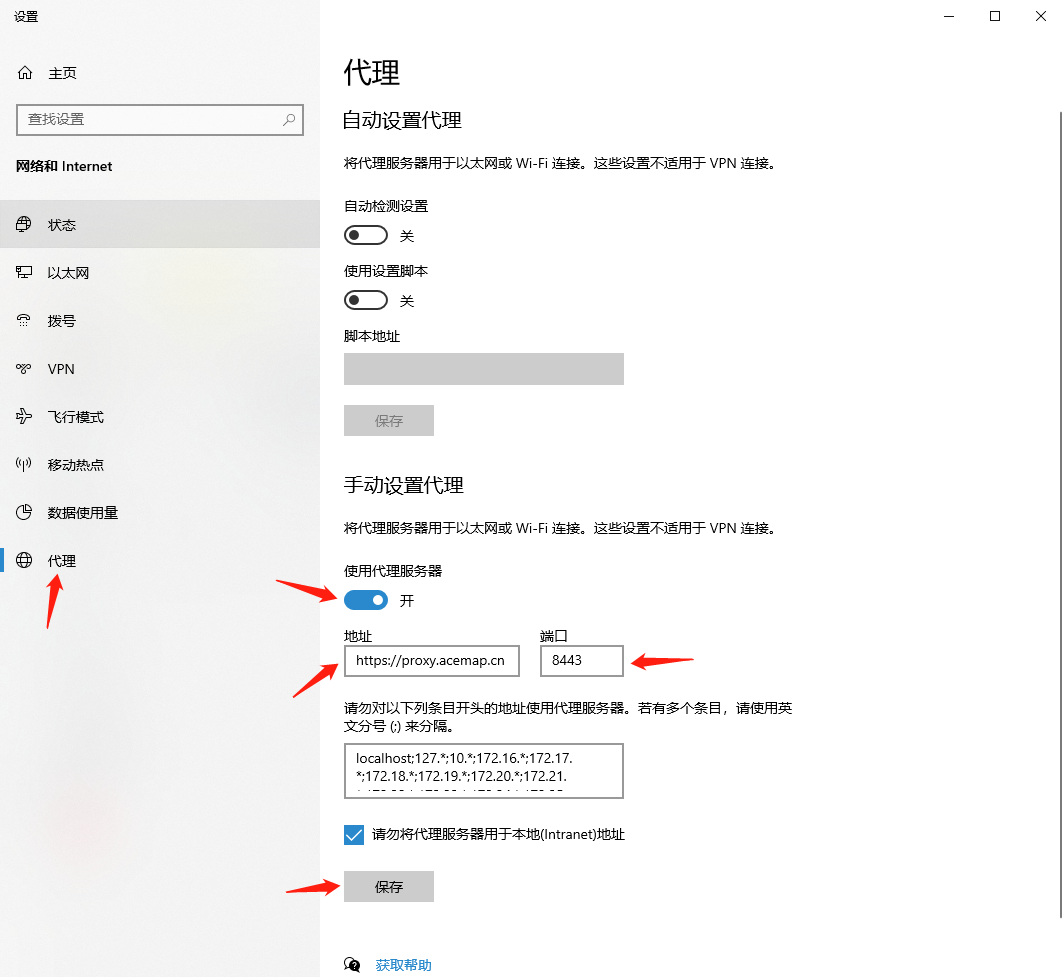 设置
主页
查找设置
网络和 Internet
状态
以太网
拨号
VPN
飞行模式
移动热点
数据使用量
代理
代理
自动设置代理
将代理服务器用于以太网或 Wi-Fi 连接。这些设置不适用于 VPN 连接。
自动检测设置
关
使用设置脚本
关
脚本地址
保存
手动设置代理
将代理服务器用于以太网或 Wi-Fi 连接。这些设置不适用于 VPN 连接。
使用代理服务器
开
地址 端口
https://proxy.acemap.cn 8443
请勿对以下列条目开头的地址使用代理服务器。若有多个条目，请使用英
文分号 (;) 来分隔。
localhost;127.*;10.*;172.16.*;172.17.
*;172.18.*;172.19.*;172.20.*;172.21.
请勿将代理服务器用于本地(Intranet)地址
保存
获取帮助